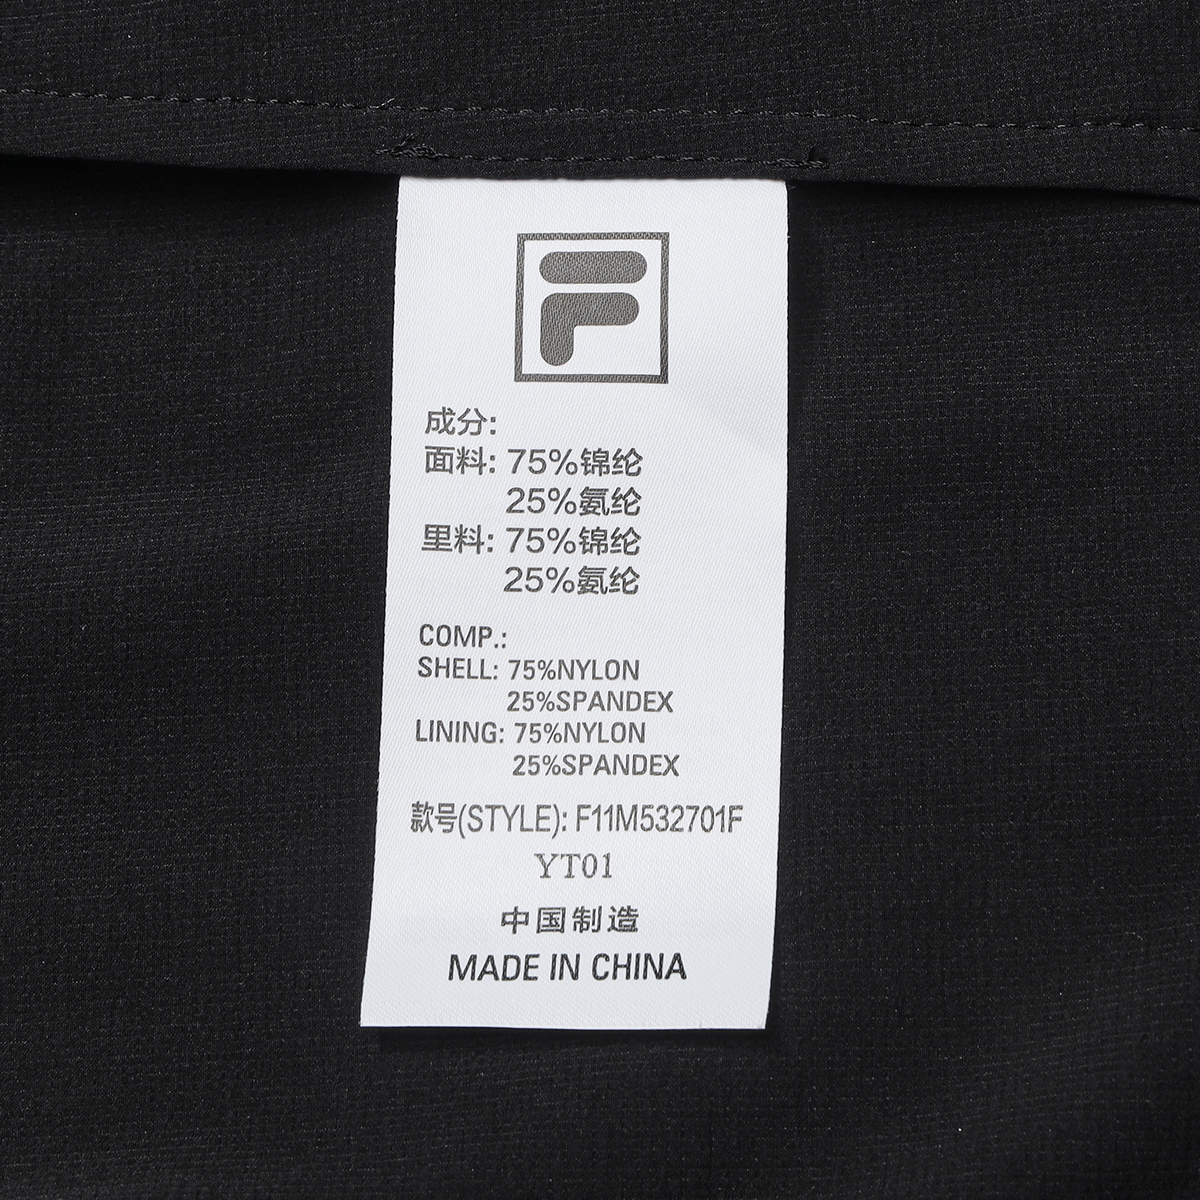 F
成分:
面料: 75%锦纶
25%氨纶
里料: 75%锦纶
25%氨纶
COMP.:
SHELL: 75%NYLON
25%SPANDEX
LINING: 75%NYLON
25%SPANDEX
款号(STYLE): F11M532701F
YT01
中国制造
MADE IN CHINA